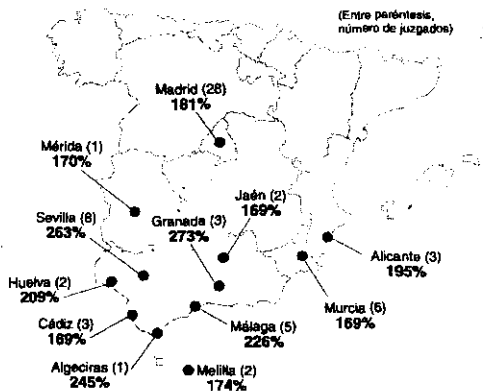 (Entre paréntesis,
número de juzgados)
Madrid (28)
181%
Mérida (1)
170%
Jaén (2)
169%
Sevilla (8)
263%
Granada (3)
273%
Alicante (3)
195%
Huelva (2)
209%
Murcia (6)
169%
Cádiz (3)
169%
Málaga (5)
226%
Algeciras (1)
245%
Melilla (2)
174%